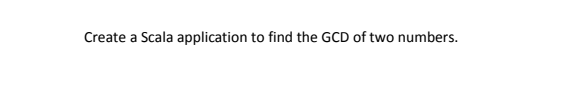 Create a Scala application to find the GCD of two numbers.